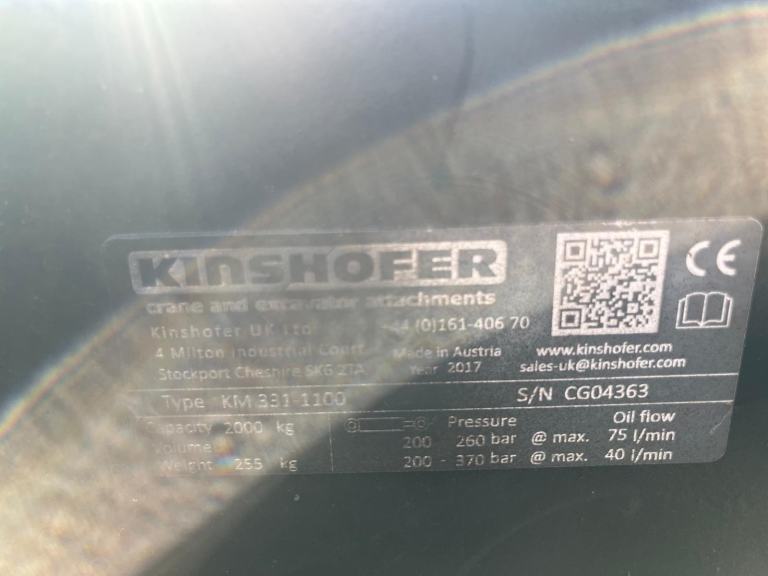 KINSHOFER
crane and excavator attachments
Kinshofer UK Ltd +44 (0)161-406 70
4 Milton Industrial Court Made in Austria www.kinshofer.com
Stockport Cheshire SK6 2TA Year 2017 sales-uk@kinshofer.com
Type KM 331-1100 S/N CG04363
Capacity 2000 kg Pressure Oil flow
Volume 200 260 bar @ max. 75 l/min
Weight 255 kg 200 - 370 bar @ max. 40 l/min
CE